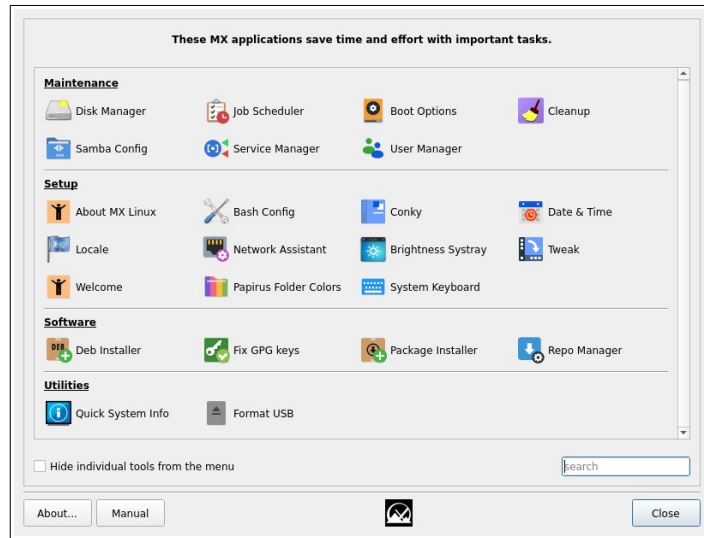 These MX applications save time and effort with important tasks.
Maintenance
Disk Manager Job Scheduler Boot Options Cleanup
Samba Config Service Manager User Manager
Setup
About MX Linux Bash Config Conky Date & Time
Locale Network Assistant Brightness Systray Tweak
Welcome Papirus Folder Colors System Keyboard
Software
DEB Deb Installer Fix GPG keys Package Installer Repo Manager
Utilities
Quick System Info Format USB
Hide individual tools from the menu search
About... Manual Close